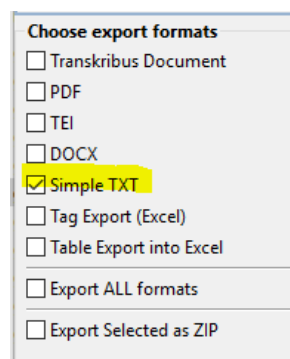 Choose export formats
Transkribus Document
PDF
TEI
DOCX
Simple TXT
Tag Export (Excel)
Table Export into Excel
Export ALL formats
Export Selected as ZIP